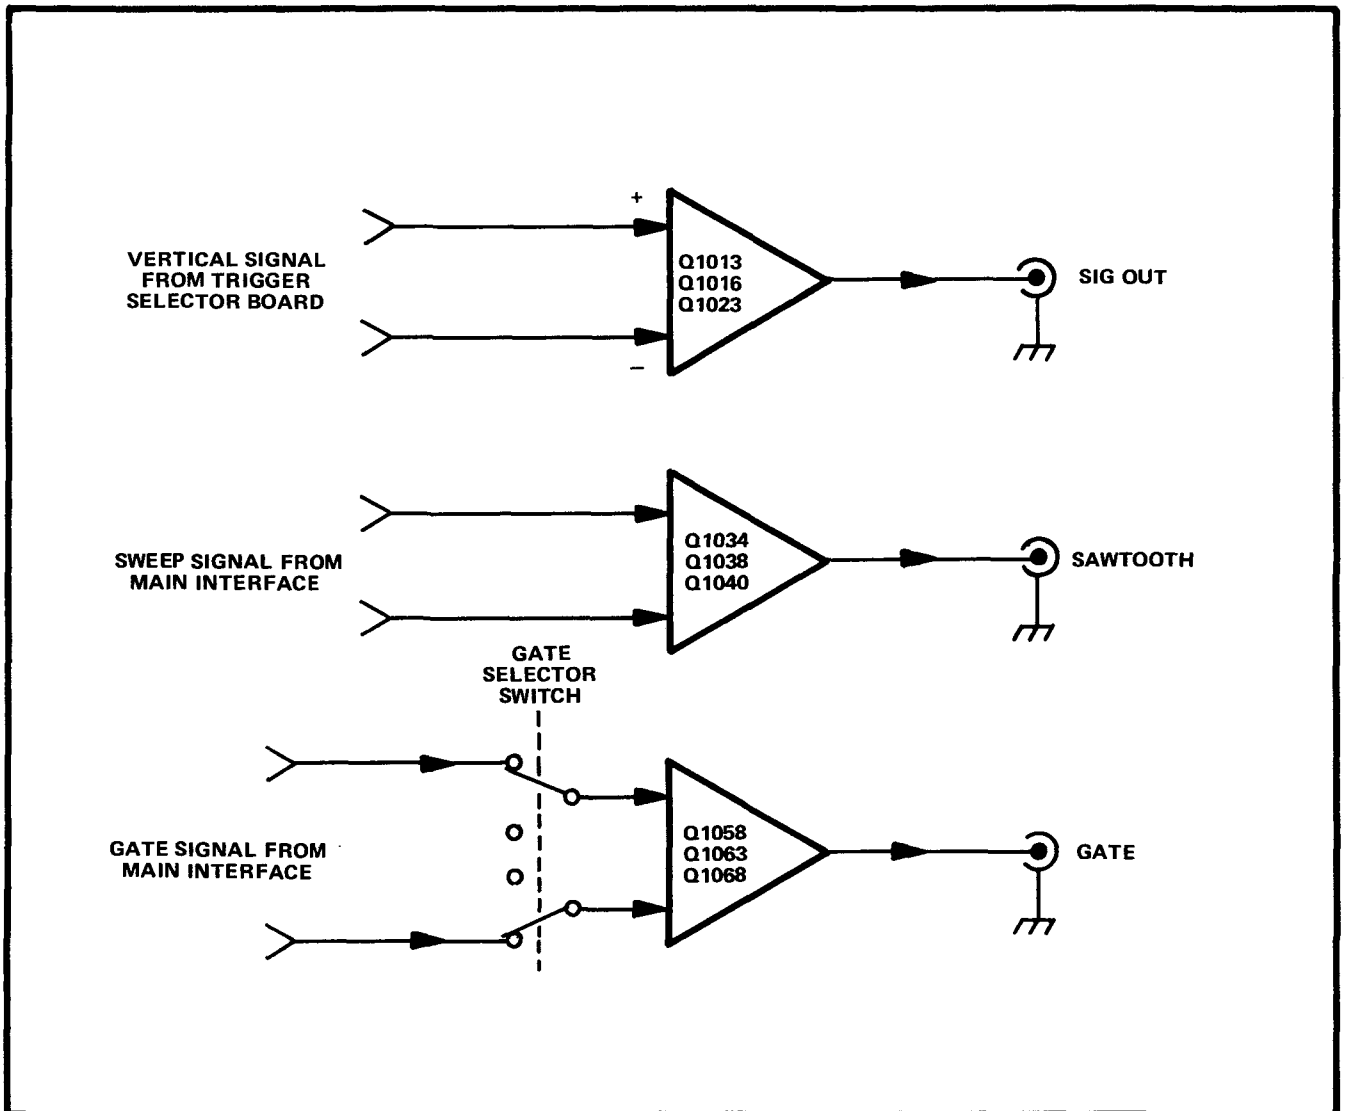 +
VERTICAL SIGNAL
FROM TRIGGER
SELECTOR BOARD
Q1013
Q1016
Q1023
SIG OUT
−
SWEEP SIGNAL FROM
MAIN INTERFACE
Q1034
Q1038
Q1040
SAWTOOTH
GATE
SELECTOR
SWITCH
GATE SIGNAL FROM
MAIN INTERFACE
Q1058
Q1063
Q1068
GATE